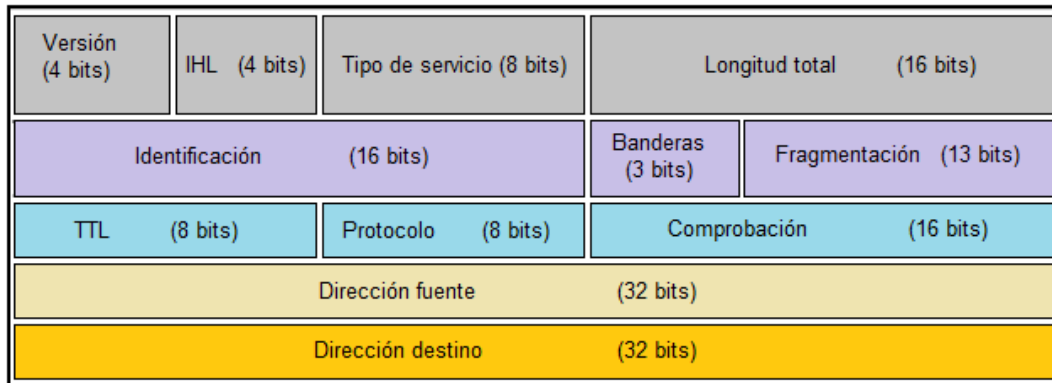 Versión
(4 bits)
IHL (4 bits)
Tipo de servicio (8 bits)
Longitud total (16 bits)
Identificación (16 bits)
Banderas
(3 bits)
Fragmentación (13 bits)
TTL (8 bits)
Protocolo (8 bits)
Comprobación (16 bits)
Dirección fuente (32 bits)
Dirección destino (32 bits)